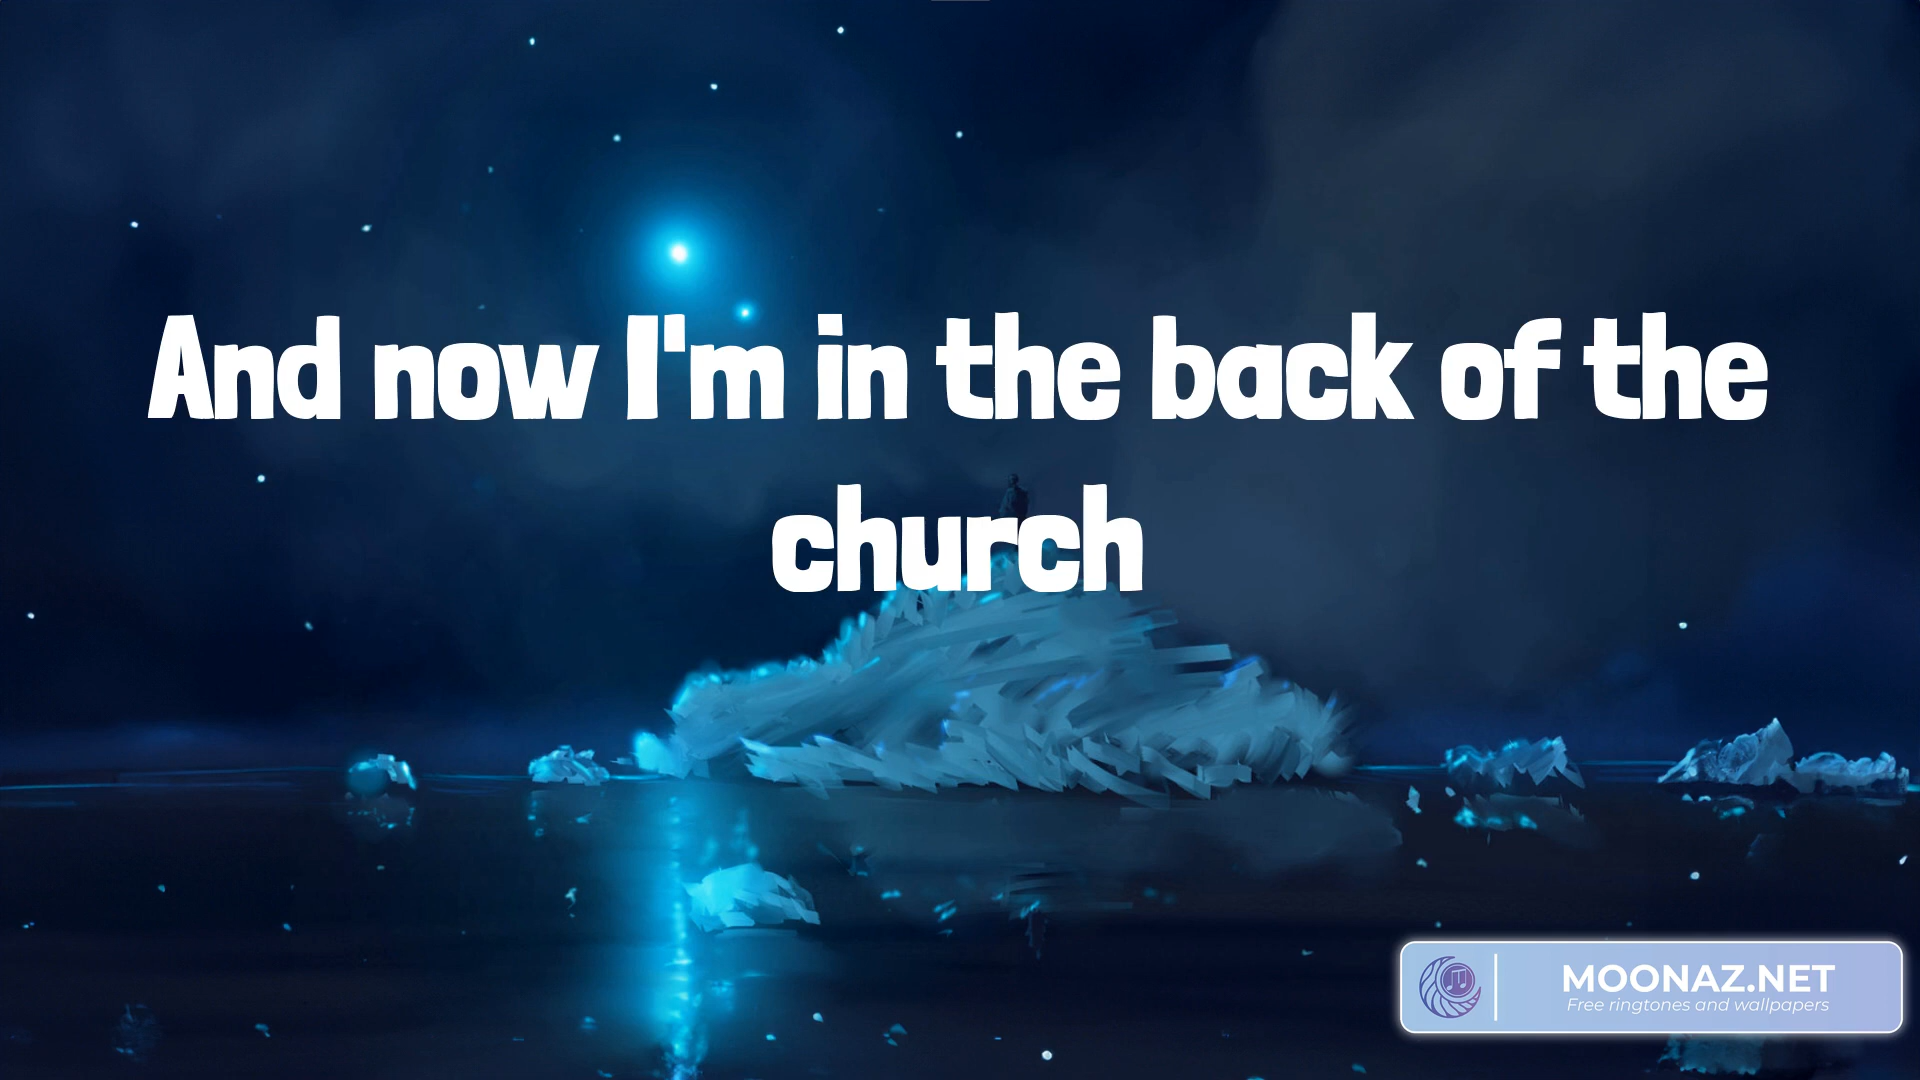 And now I'm in the back of the
church
MOONAZ.NET
Free ringtones and wallpapers